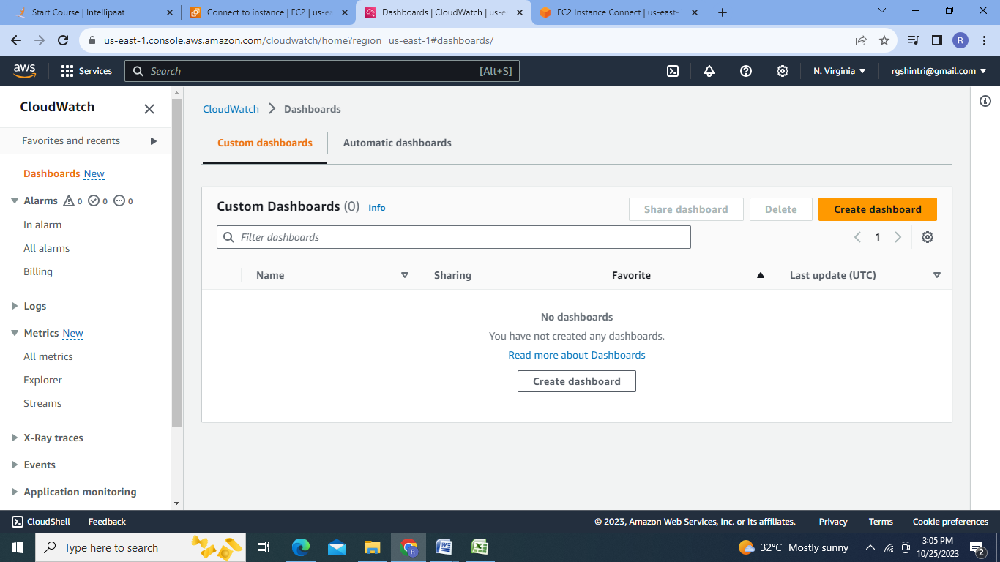 Start Course | Intellipaat
Connect to instance | EC2 | us-ea
Dashboards | CloudWatch | us-e
EC2 Instance Connect | us-east-1
us-east-1.console.aws.amazon.com/cloudwatch/home?region=us-east-1#dashboards/
R
aws
Services
Search
[Alt+S]
N. Virginia
rgshintri@gmail.com
CloudWatch
Favorites and recents
Dashboards New
Alarms 0 0 0
In alarm
All alarms
Billing
Logs
Metrics New
All metrics
Explorer
Streams
X-Ray traces
Events
Application monitoring
CloudWatch > Dashboards
Custom dashboards
Automatic dashboards
Custom Dashboards (0) Info
Share dashboard
Delete
Create dashboard
Filter dashboards
1
Name
Sharing
Favorite
Last update (UTC)
No dashboards
You have not created any dashboards.
Read more about Dashboards
Create dashboard
CloudShell
Feedback
© 2023, Amazon Web Services, Inc. or its affiliates.
Privacy
Terms
Cookie preferences
Type here to search
32°C Mostly sunny
3:05 PM
10/25/2023
2